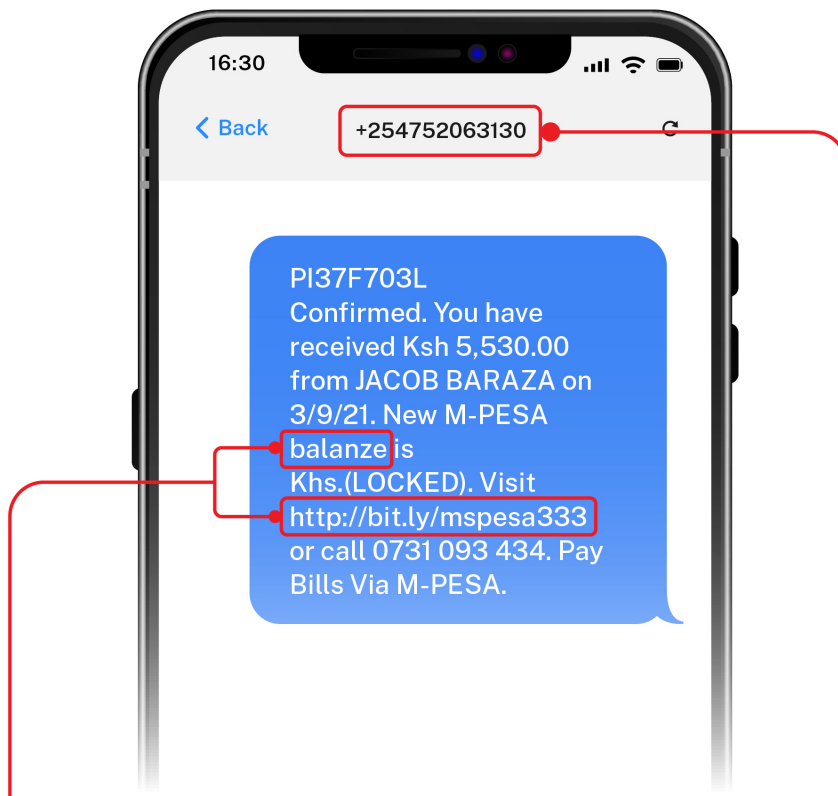 16:30
Back
+254752063130
PI37F703L
Confirmed. You have
received Ksh 5,530.00
from JACOB BARAZA on
3/9/21. New M-PESA
balanze is
Khs.(LOCKED). Visit
http://bit.ly/mspesa333
or call 0731 093 434. Pay
Bills Via M-PESA.